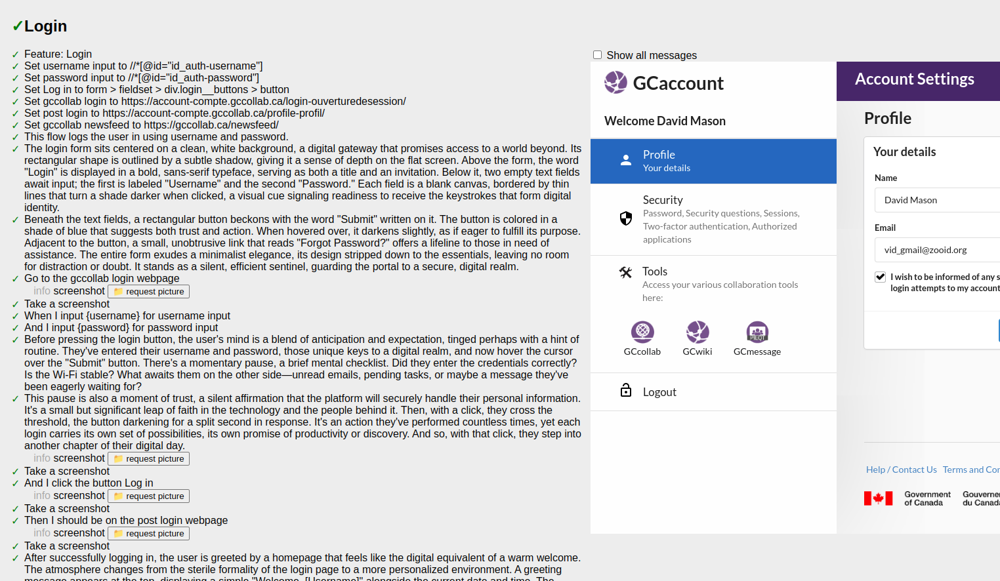 ✓Login
✓ Feature: Login
✓ Set username input to //*[@id="id_auth-username"]
✓ Set password input to //*[@id="id_auth-password"]
✓ Set Log in to form > fieldset > div.login__buttons > button
✓ Set gccollab login to https://account-compte.gccollab.ca/login-ouverturedesession/
✓ Set post login to https://account-compte.gccollab.ca/profile-profil/
✓ Set gccollab newsfeed to https://gccollab.ca/newsfeed/
✓ This flow logs the user in using username and password.
✓ The login form sits centered on a clean, white background, a digital gateway that promises access to a world beyond. Its
rectangular shape is outlined by a subtle shadow, giving it a sense of depth on the flat screen. Above the form, the word
"Login" is displayed in a bold, sans-serif typeface, serving as both a title and an invitation. Below it, two empty text fields
await input; the first is labeled "Username" and the second "Password." Each field is a blank canvas, bordered by thin
lines that turn a shade darker when clicked, a visual cue signaling readiness to receive the keystrokes that form digital
identity.
✓ Beneath the text fields, a rectangular button beckons with the word "Submit" written on it. The button is colored in a
shade of blue that suggests both trust and action. When hovered over, it darkens slightly, as if eager to fulfill its purpose.
Adjacent to the button, a small, unobtrusive link that reads "Forgot Password?" offers a lifeline to those in need of
assistance. The entire form exudes a minimalist elegance, its design stripped down to the essentials, leaving no room
for distraction or doubt. It stands as a silent, efficient sentinel, guarding the portal to a secure, digital realm.
✓ Go to the gccollab login webpage
info screenshot 📁 request picture
✓ Take a screenshot
✓ When I input {username} for username input
✓ And I input {password} for password input
✓ Before pressing the login button, the user's mind is a blend of anticipation and expectation, tinged perhaps with a hint of
routine. They've entered their username and password, those unique keys to a digital realm, and now hover the cursor
over the "Submit" button. There's a momentary pause, a brief mental checklist. Did they enter the credentials correctly?
Is the Wi-Fi stable? What awaits them on the other side—unread emails, pending tasks, or maybe a message they've
been eagerly waiting for?
✓ This pause is also a moment of trust, a silent affirmation that the platform will securely handle their personal information.
It's a small but significant leap of faith in the technology and the people behind it. Then, with a click, they cross the
threshold, the button darkening for a split second in response. It's an action they've performed countless times, yet each
login carries its own set of possibilities, its own promise of productivity or discovery. And so, with that click, they step into
another chapter of their digital day.
info screenshot 📁 request picture
✓ Take a screenshot
✓ And I click the button Log in
info screenshot 📁 request picture
✓ Take a screenshot
✓ Then I should be on the post login webpage
info screenshot 📁 request picture
✓ Take a screenshot
✓ After successfully logging in, the user is greeted by a homepage that feels like the digital equivalent of a warm welcome.
The atmosphere changes from the sterile formality of the login page to a more personalized environment. A greeting
message appears at the top, displaying a simple "Welcome, [Username]" alongside the current date and time. The
Show all messages
GCaccount
Welcome David Mason
Profile
Your details
Security
Password, Security questions, Sessions,
Two-factor authentication, Authorized
applications
Tools
Access your various collaboration tools
here:
GCcollab GCwiki GCmessage
PILOT
Logout
Account Settings
Profile
Your details
Name
David Mason
Email
vid_gmail@zooid.org
I wish to be informed of any s
login attempts to my account
Help / Contact Us Terms and Con
Government Gouverne
of Canada du Canada